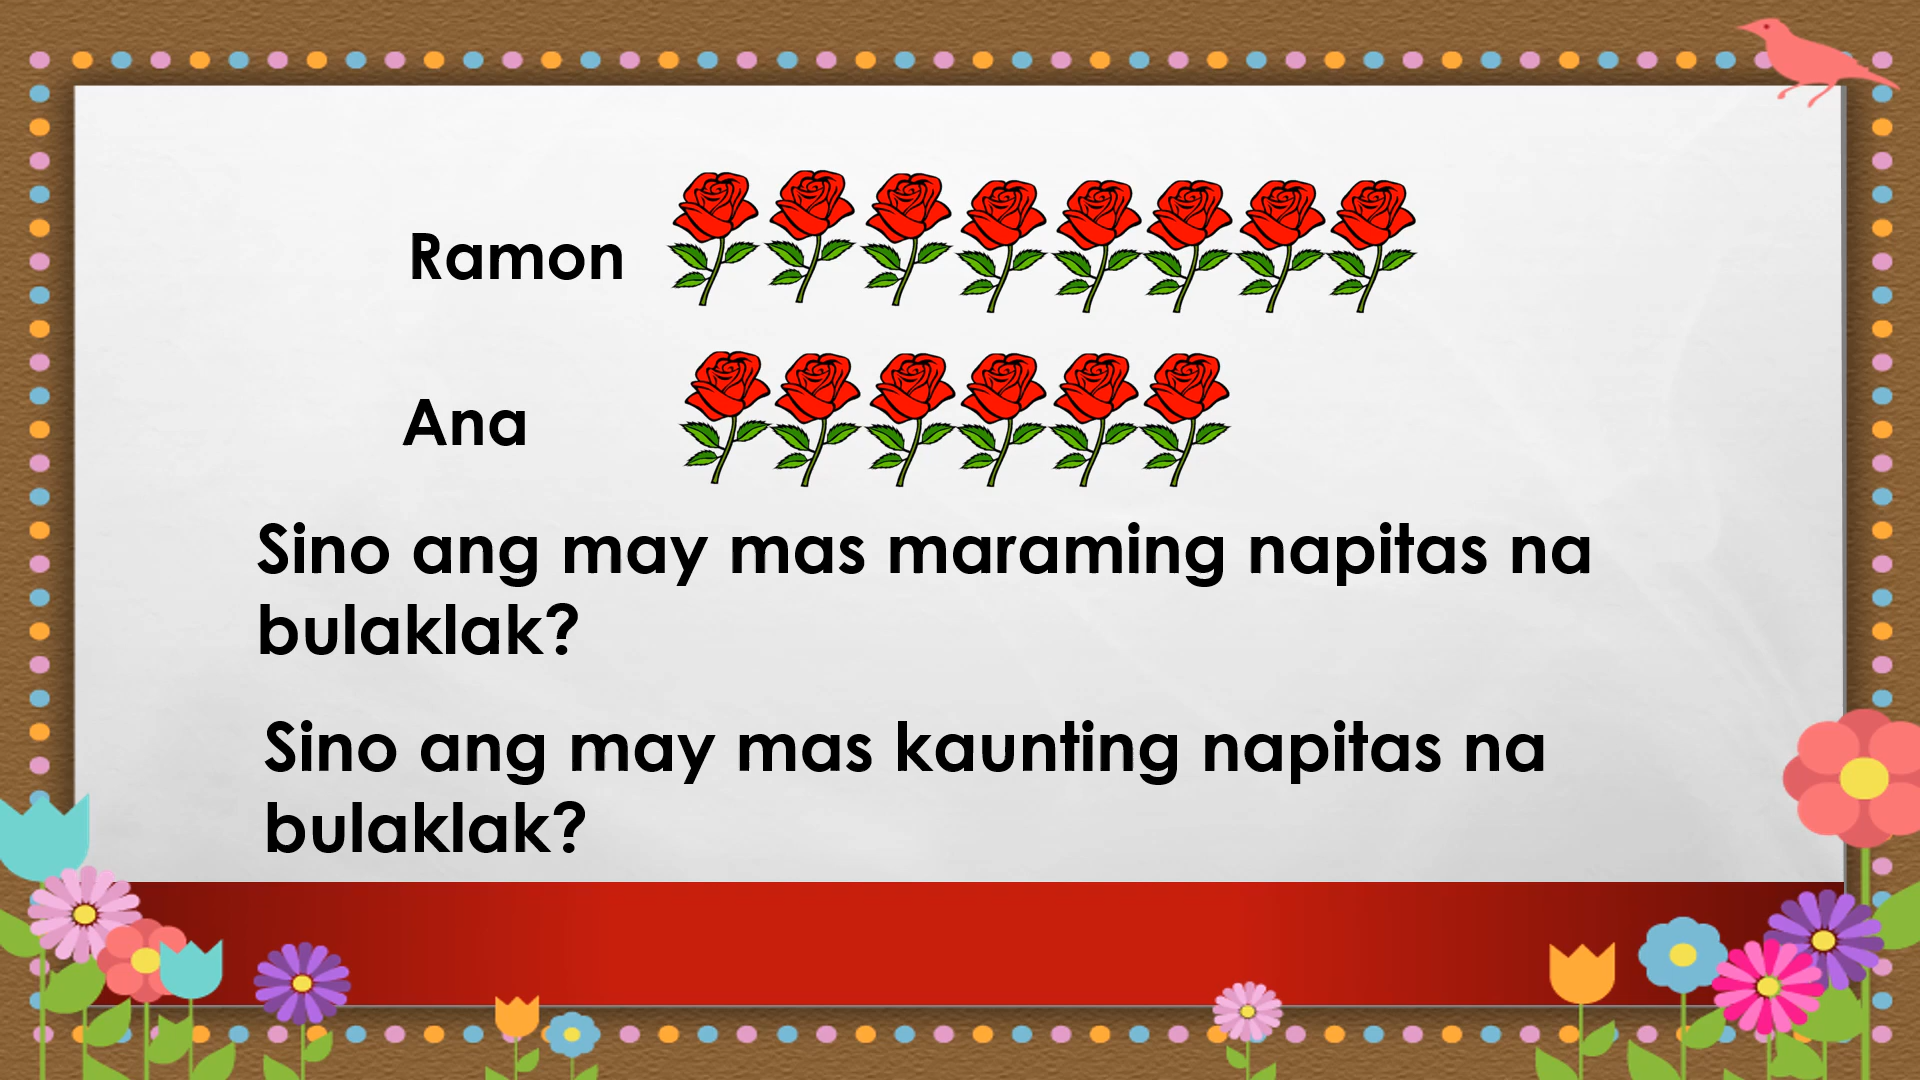 Ramon
Ana
Sino ang may mas maraming napitas na
bulaklak?
Sino ang may mas kaunting napitas na
bulaklak?